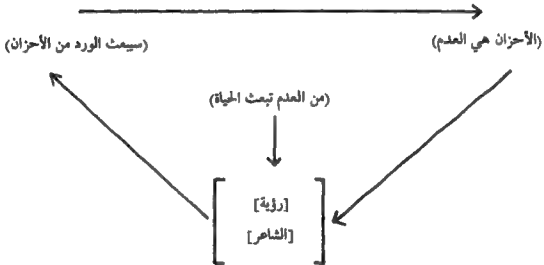 (الأحزان هي العدم)
(سيبعث الورد من الأحزان)
(من العدم تبعث الحياة)
[رؤية]
[الشاعر]